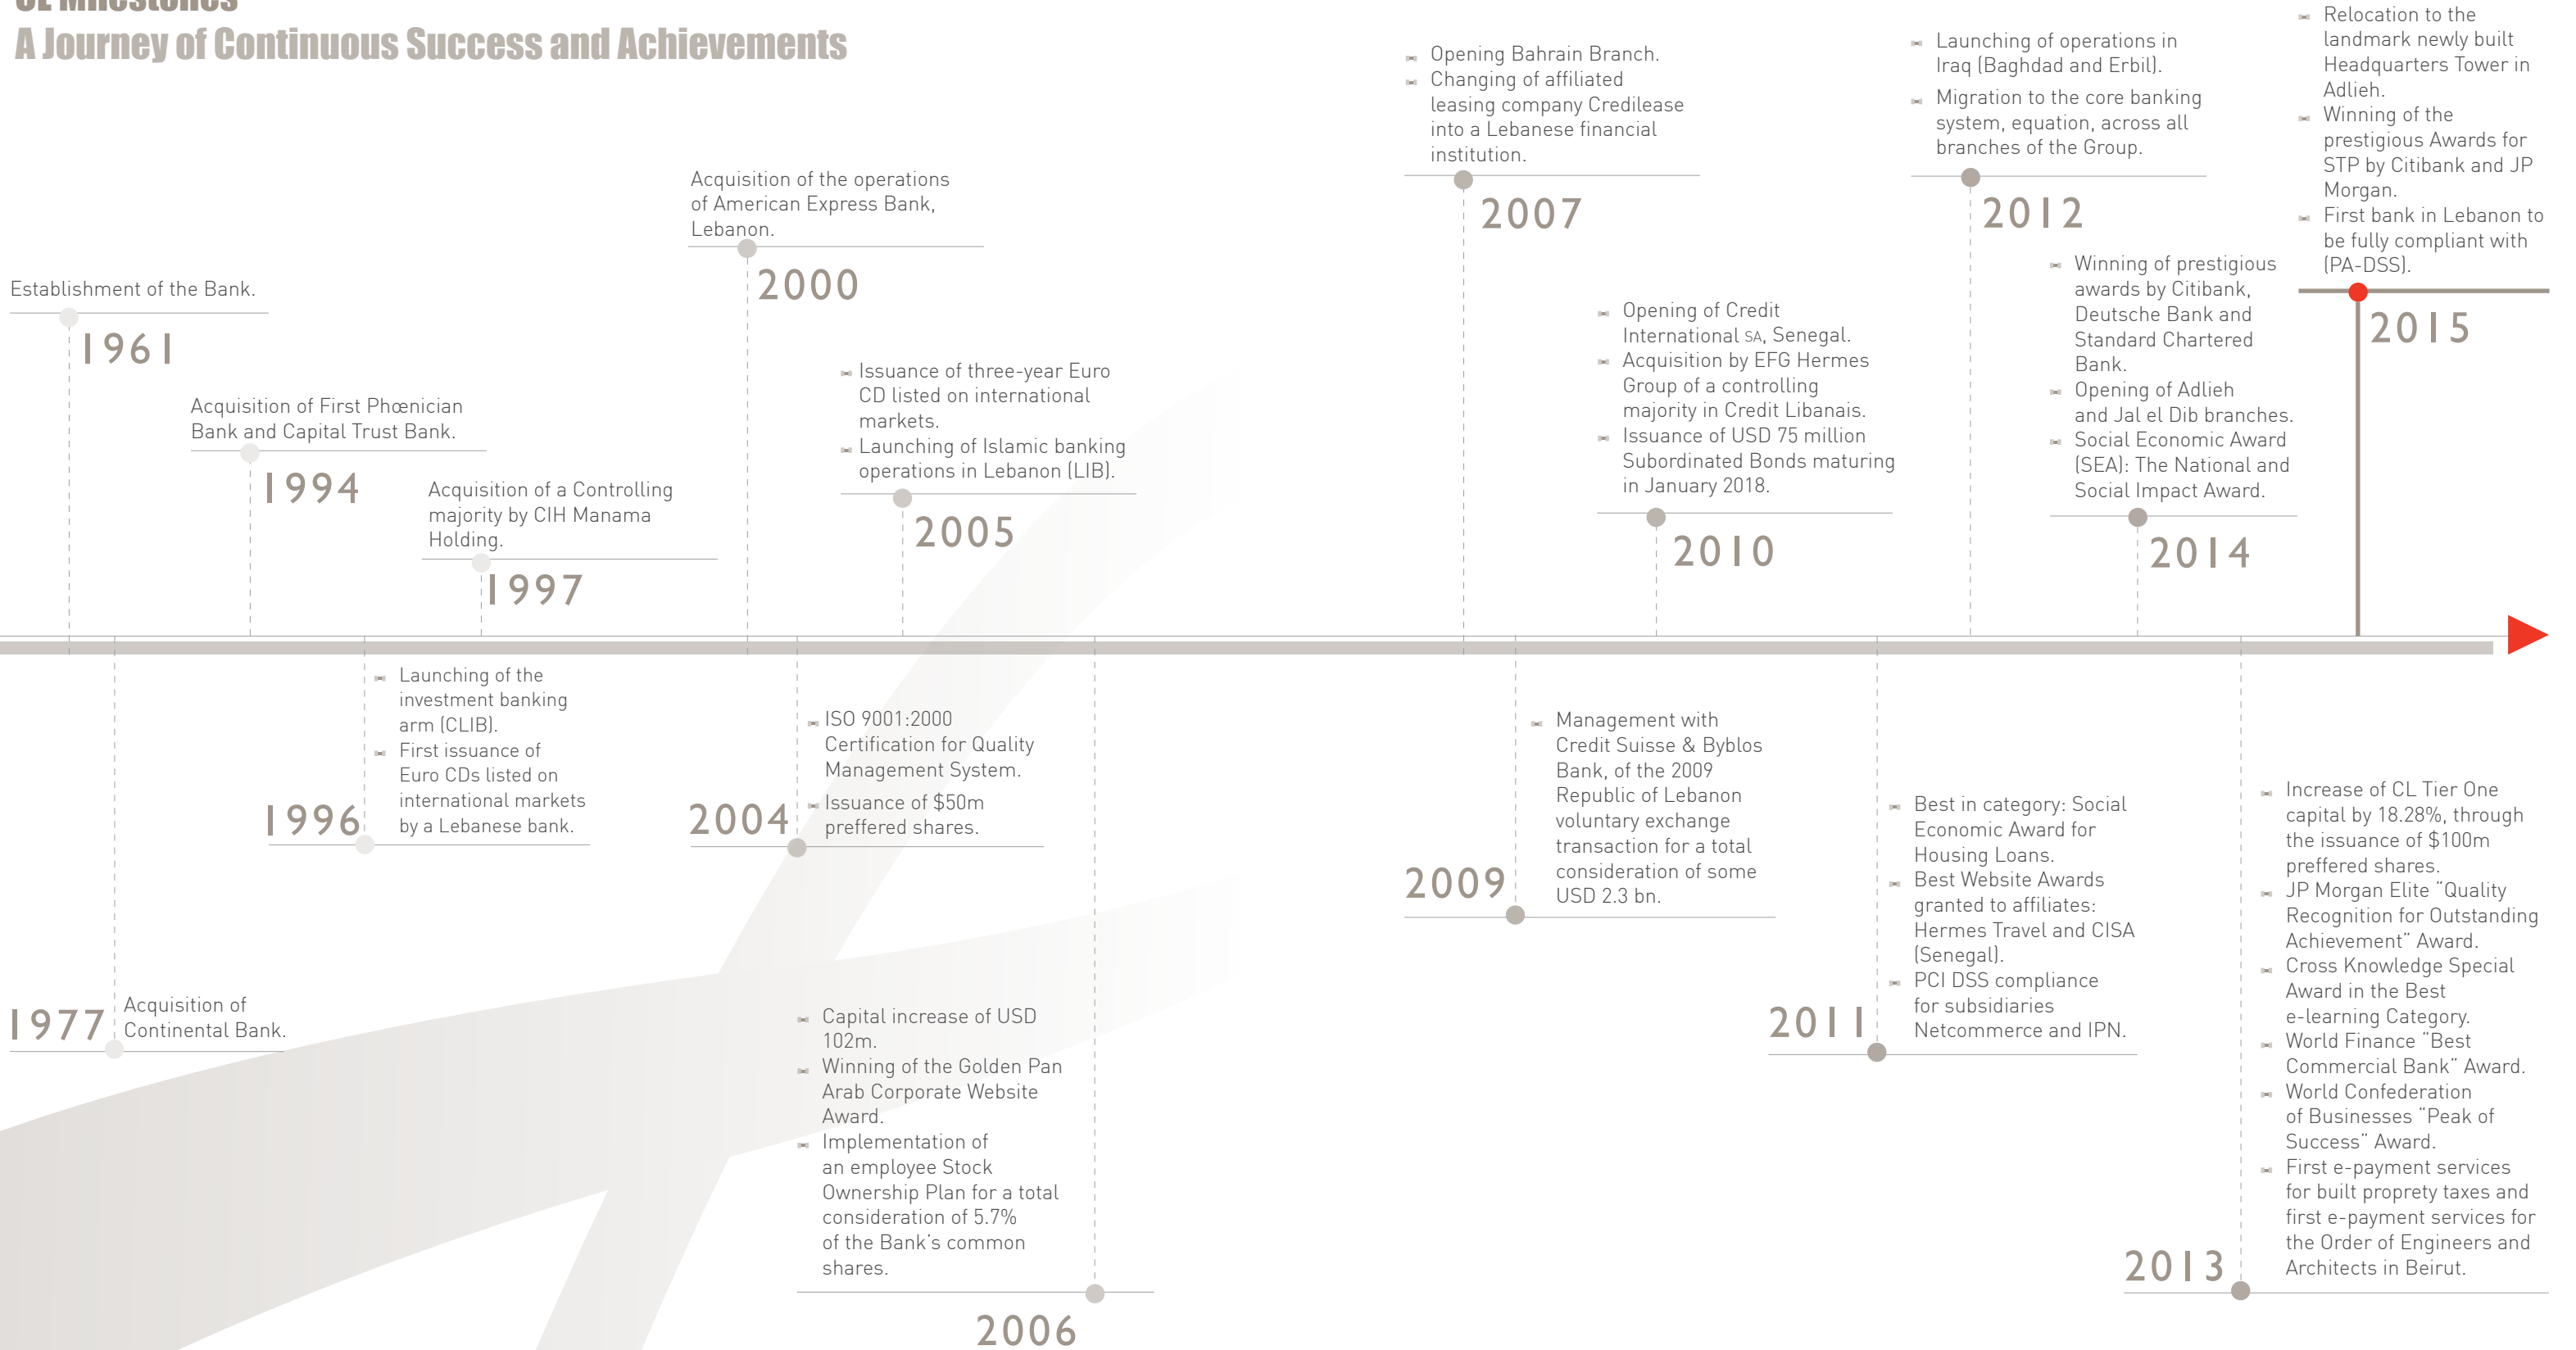 CL Milestones
A Journey of Continuous Success and Achievements
Establishment of the Bank.
1961
Acquisition of
Continental Bank.
1977
Acquisition of First Phœnician
Bank and Capital Trust Bank.
1994
Launching of the
investment banking
arm (CLIB).
First issuance of
Euro CDs listed on
international markets
by a Lebanese bank.
1996
Acquisition of a Controlling
majority by CIH Manama
Holding.
1997
Acquisition of the operations
of American Express Bank,
Lebanon.
2000
ISO 9001:2000
Certification for Quality
Management System.
Issuance of $50m
preffered shares.
2004
Issuance of three-year Euro
CD listed on international
markets.
Launching of Islamic banking
operations in Lebanon (LIB).
2005
Capital increase of USD
102m.
Winning of the Golden Pan
Arab Corporate Website
Award.
Implementation of
an employee Stock
Ownership Plan for a total
consideration of 5.7%
of the Bank's common
shares.
2006
Opening Bahrain Branch.
Changing of affiliated
leasing company Credilease
into a Lebanese financial
institution.
2007
Management with
Credit Suisse & Byblos
Bank, of the 2009
Republic of Lebanon
voluntary exchange
transaction for a total
consideration of some
USD 2.3 bn.
2009
Opening of Credit
International SA, Senegal.
Acquisition by EFG Hermes
Group of a controlling
majority in Credit Libanais.
Issuance of USD 75 million
Subordinated Bonds maturing
in January 2018.
2010
Best in category: Social
Economic Award for
Housing Loans.
Best Website Awards
granted to affiliates:
Hermes Travel and CISA
(Senegal).
PCI DSS compliance
for subsidiaries
Netcommerce and IPN.
2011
Launching of operations in
Iraq (Baghdad and Erbil).
Migration to the core banking
system, equation, across all
branches of the Group.
2012
Increase of CL Tier One
capital by 18.28%, through
the issuance of $100m
preffered shares.
JP Morgan Elite "Quality
Recognition for Outstanding
Achievement" Award.
Cross Knowledge Special
Award in the Best
e-learning Category.
World Finance "Best
Commercial Bank" Award.
World Confederation
of Businesses "Peak of
Success" Award.
First e-payment services
for built proprety taxes and
first e-payment services for
the Order of Engineers and
Architects in Beirut.
2013
Winning of prestigious
awards by Citibank,
Deutsche Bank and
Standard Chartered
Bank.
Opening of Adlieh
and Jal el Dib branches.
Social Economic Award
(SEA): The National and
Social Impact Award.
2014
Relocation to the
landmark newly built
Headquarters Tower in
Adlieh.
Winning of the
prestigious Awards for
STP by Citibank and JP
Morgan.
First bank in Lebanon to
be fully compliant with
(PA-DSS).
2015